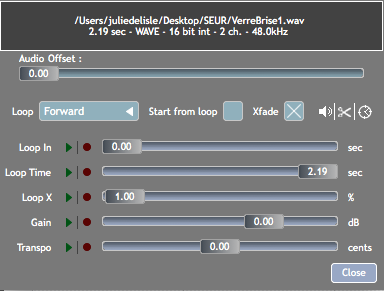 /Users/juliedelisle/Desktop/SEUR/VerreBrise1.wav
2.19 sec - WAVE - 16 bit int - 2 ch. - 48.0kHz
Audio Offset :
0.00
Loop Forward Start from loop Xfade
Loop In 0.00 sec
Loop Time 2.19 sec
Loop X 1.00 %
Gain 0.00 dB
Transpo 0.00 cents
Close